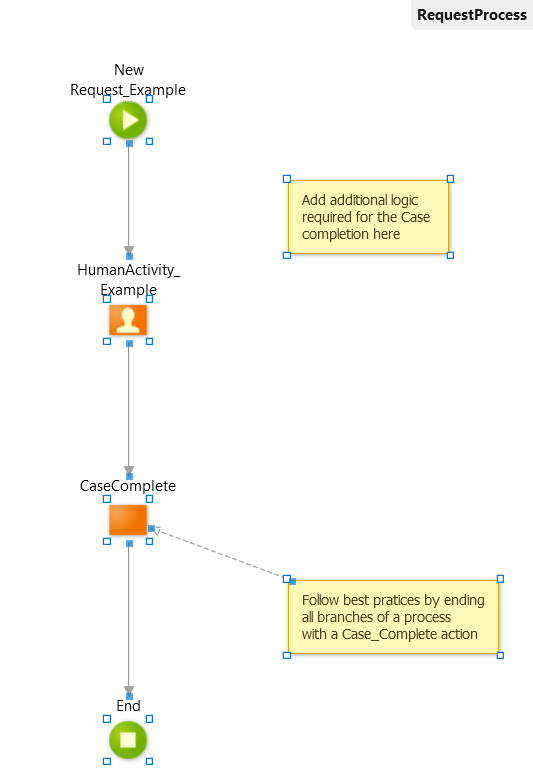 RequestProcess
New
Request_Example
Add additional logic
required for the Case
completion here
HumanActivity_
Example
CaseComplete
Follow best pratices by ending
all branches of a process
with a Case_Complete action
End